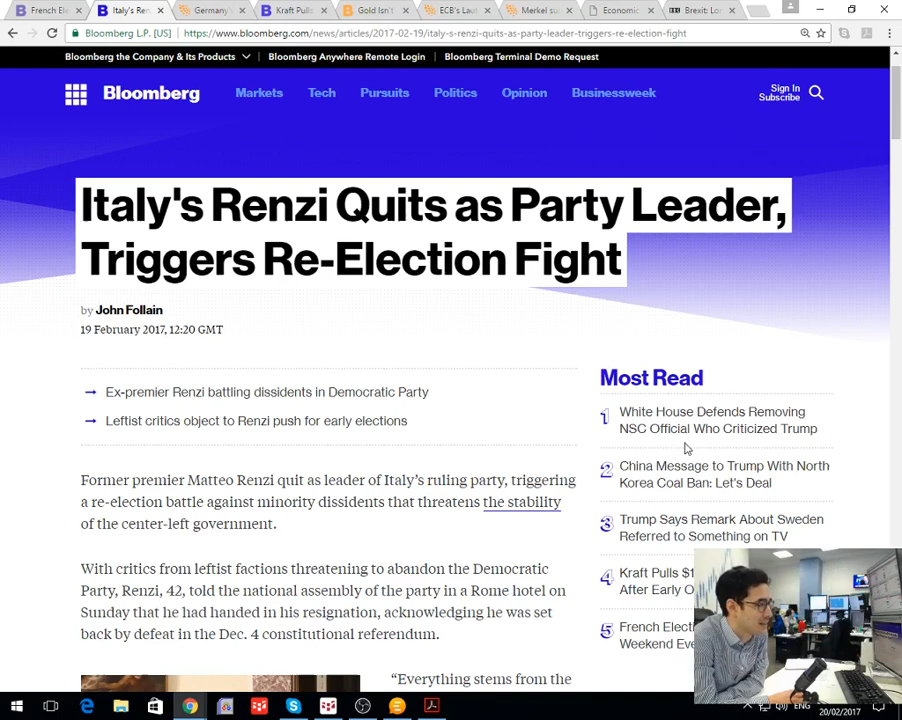 French Ele
Italy's Ren
Germany'
Kraft Pulls
Gold Isn't
ECB's Laut
Merkel su
Economic
Brexit: Lor
Bloomberg L.P. [US]
https://www.bloomberg.com/news/articles/2017-02-19/italy-s-renzi-quits-as-party-leader-triggers-re-election-fight
Bloomberg the Company & Its Products
Bloomberg Anywhere Remote Login
Bloomberg Terminal Demo Request
Bloomberg
Markets
Tech
Pursuits
Politics
Opinion
Businessweek
Sign In
Subscribe
Italy's Renzi Quits as Party Leader,
Triggers Re-Election Fight
by John Follain
19 February 2017, 12:20 GMT
Ex-premier Renzi battling dissidents in Democratic Party
Leftist critics object to Renzi push for early elections
Former premier Matteo Renzi quit as leader of Italy's ruling party, triggering
a re-election battle against minority dissidents that threatens the stability
of the center-left government.
With critics from leftist factions threatening to abandon the Democratic
Party, Renzi, 42, told the national assembly of the party in a Rome hotel on
Sunday that he had handed in his resignation, acknowledging he was set
back by defeat in the Dec. 4 constitutional referendum.
“Everything stems from the
Most Read
1 White House Defends Removing
NSC Official Who Criticized Trump
2 China Message to Trump With North
Korea Coal Ban: Let's Deal
3 Trump Says Remark About Sweden
Referred to Something on TV
4 Kraft Pulls $1
After Early O
5 French Electi
Weekend Eve
ENG
20/02/2017